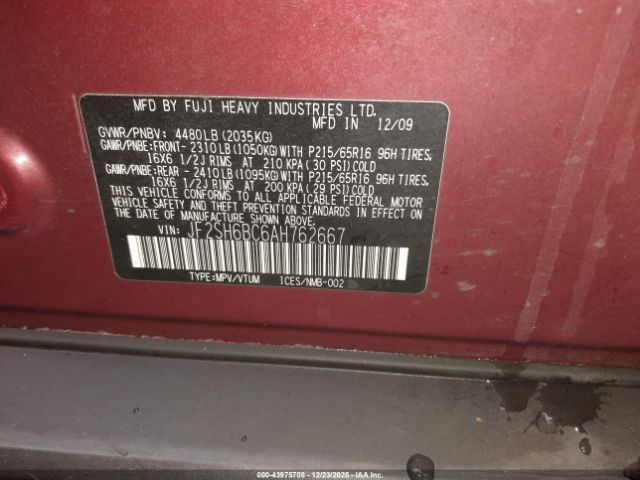 MFD BY FUJI HEAVY INDUSTRIES LTD.
MFD IN 12/09
GVWR/PNBV: 4480LB (2035KG)
GAWR/PNBE:FRONT- 2310LB (1050KG)WITH P215/65R16 96H TIRES,
16X6 1/2J RIMS AT 210 KPA (30 PSI)COLD
GAWR/PNBE:REAR - 2410LB (1095KG)WITH P215/65R16 96H TIRES,
16X6 1/2J RIMS AT 200 KPA (29 PSI)COLD
THIS VEHICLE CONFORMS TO ALL APPLICABLE FEDERAL MOTOR
VEHICLE SAFETY AND THEFT PREVENTION STANDARDS IN EFFECT ON
THE DATE OF MANUFACTURE SHOWN ABOVE.
VIN: JF2SH6BC6AH762667
TYPE:MPV/VTUM ICES/NMB-002
©-43975708 - 12/23/2025 - IAA Inc.